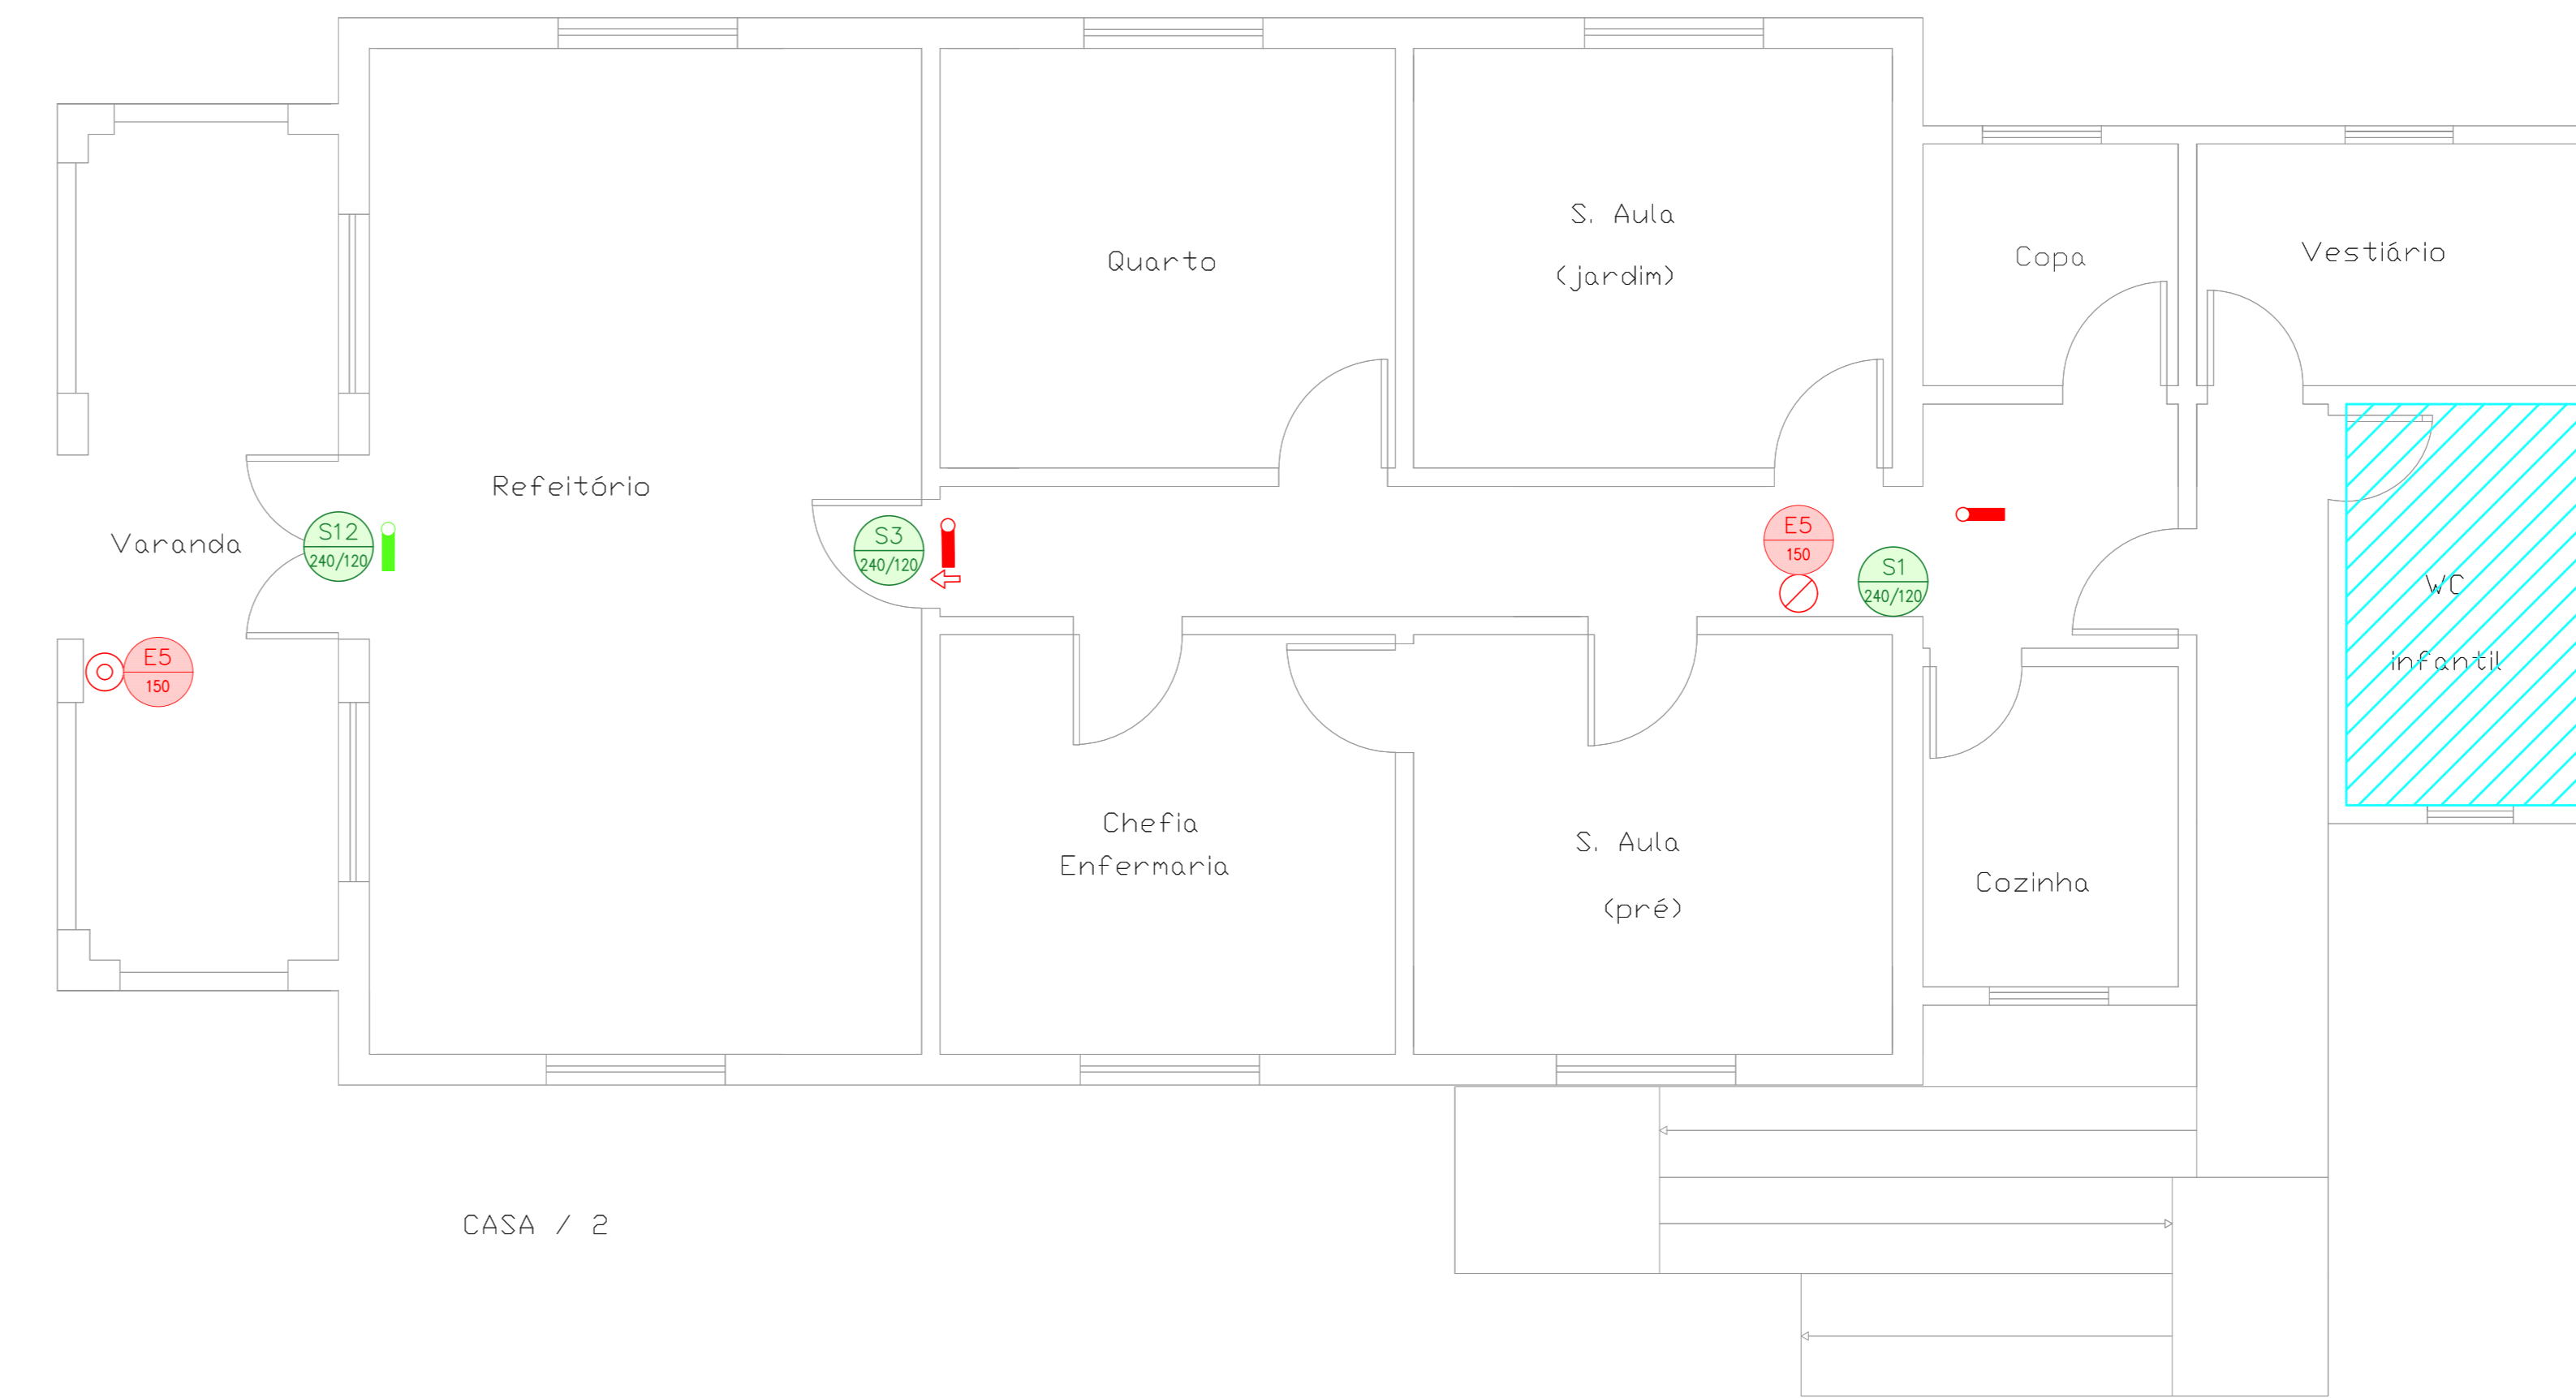 S. Aula
(jardim)
Quarto
Copa
Vestiário
Refeitório
Varanda
S12
240/120
S3
240/120
E5
150
S1
240/120
WC
infantil
E5
150
Chefia
Enfermaria
S. Aula
(pré)
Cozinha
CASA / 2